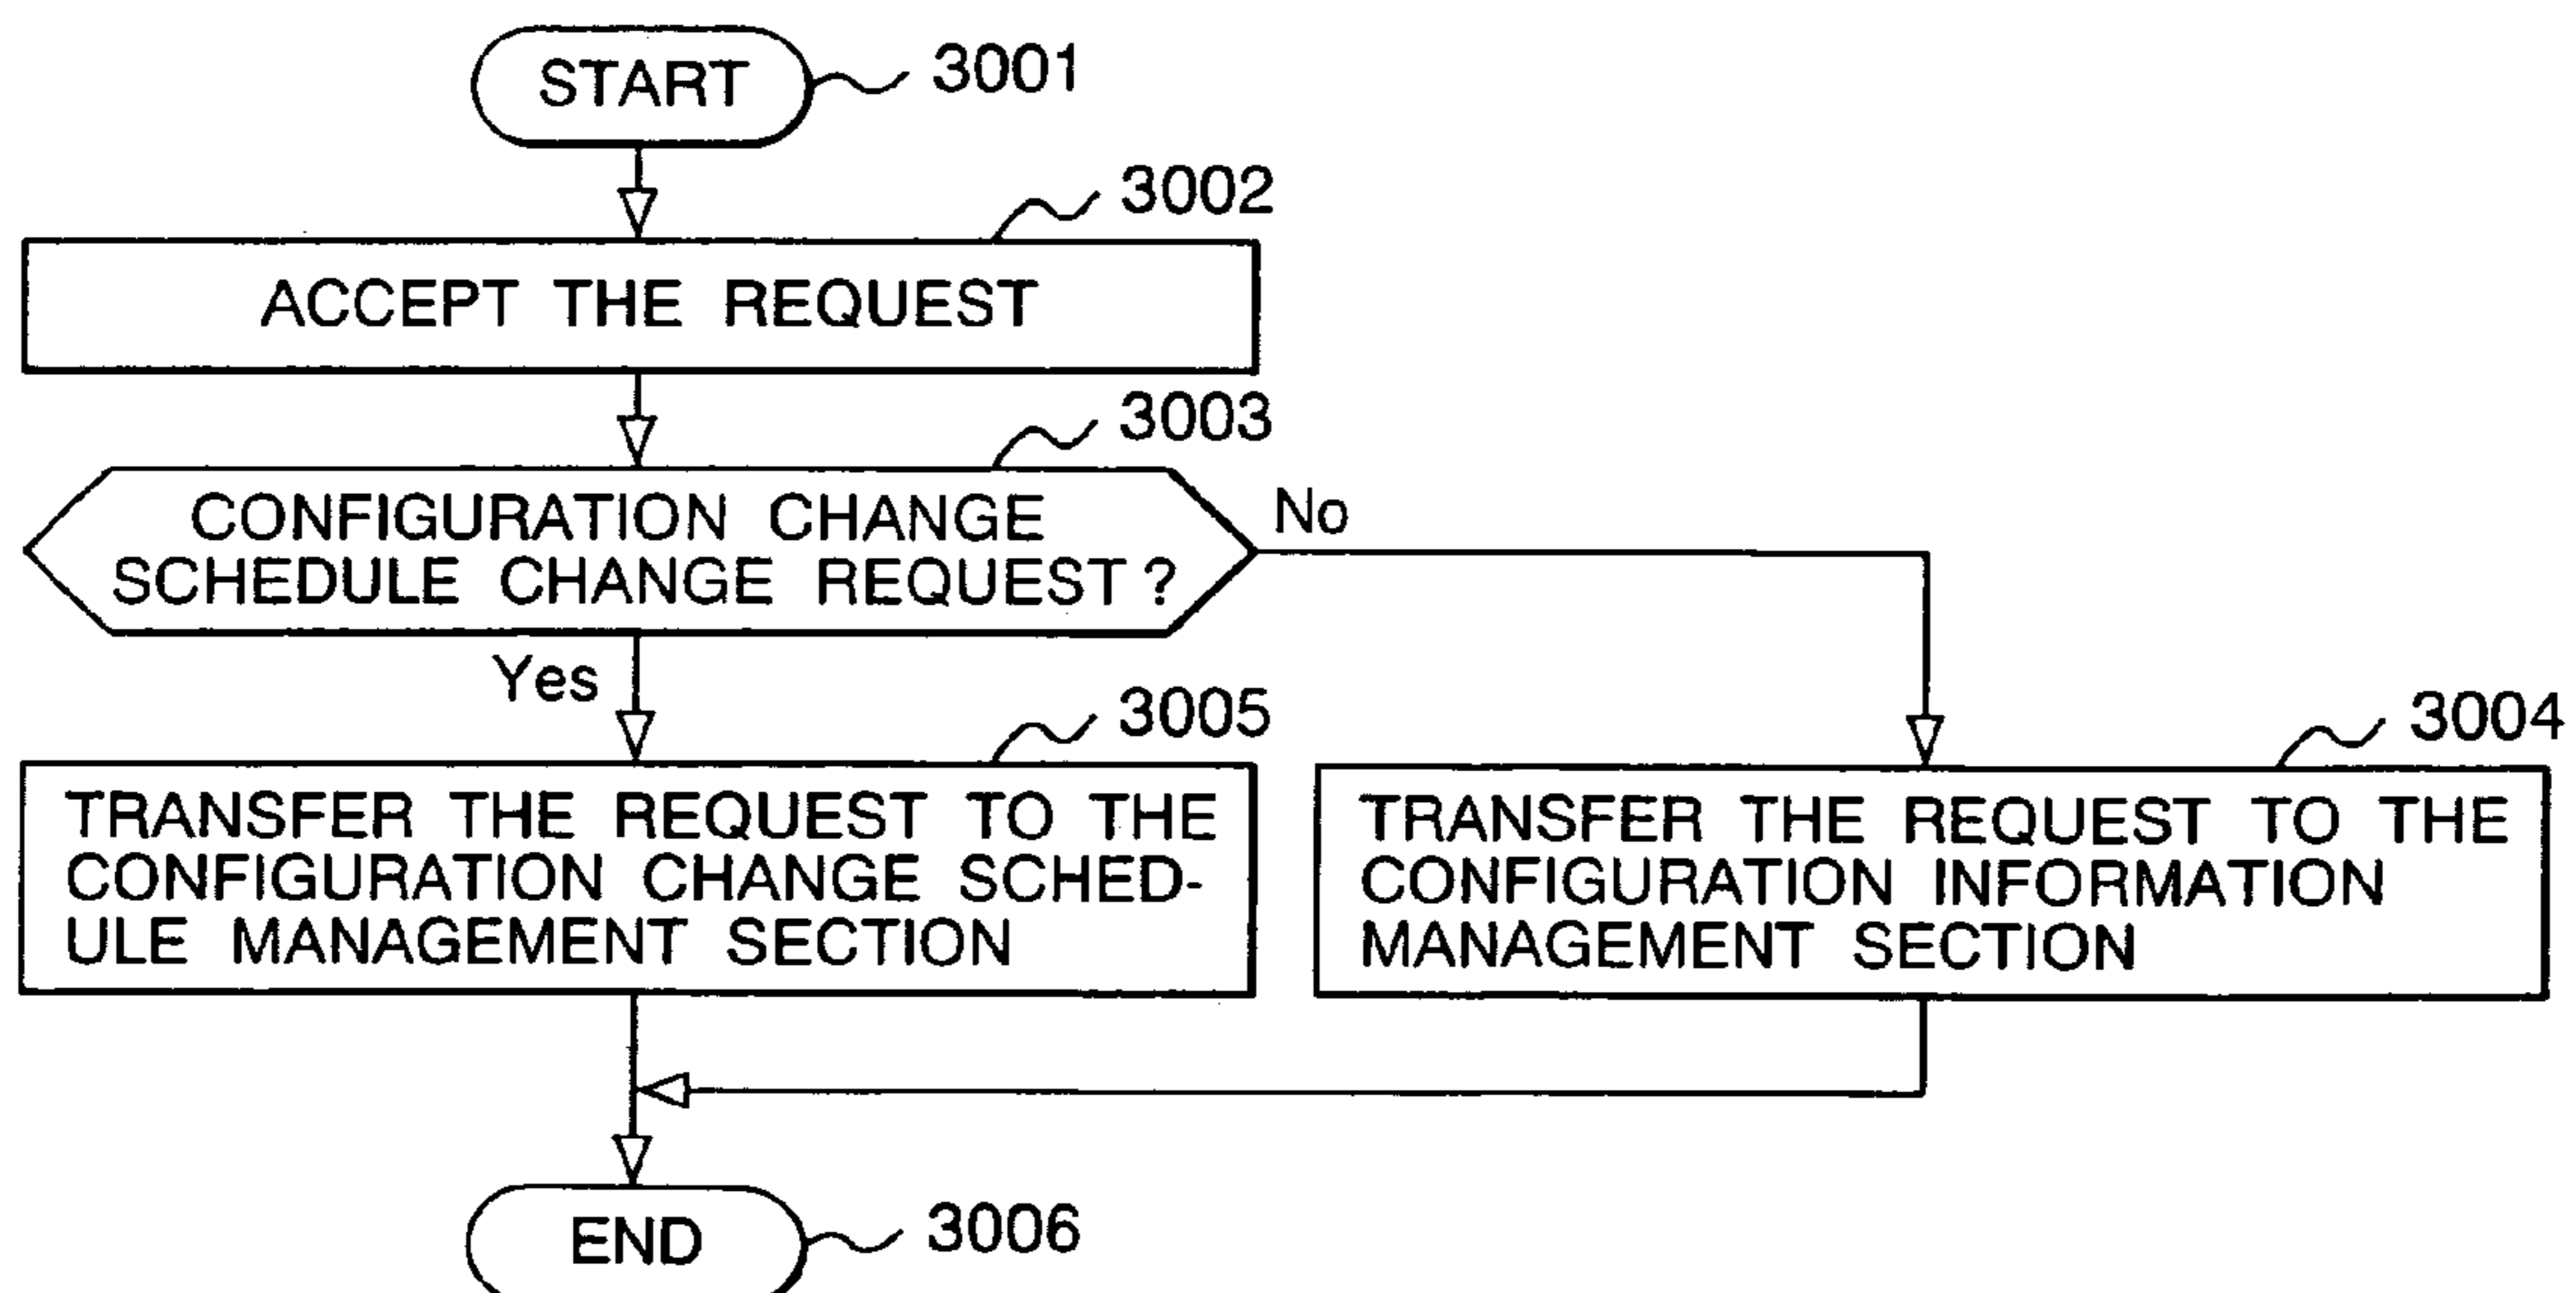 START
3001
3002
ACCEPT THE REQUEST
3003
CONFIGURATION CHANGE
SCHEDULE CHANGE REQUEST?
No
Yes
3005
TRANSFER THE REQUEST TO THE
CONFIGURATION CHANGE SCHED-
ULE MANAGEMENT SECTION
3004
TRANSFER THE REQUEST TO THE
CONFIGURATION INFORMATION
MANAGEMENT SECTION
END
3006